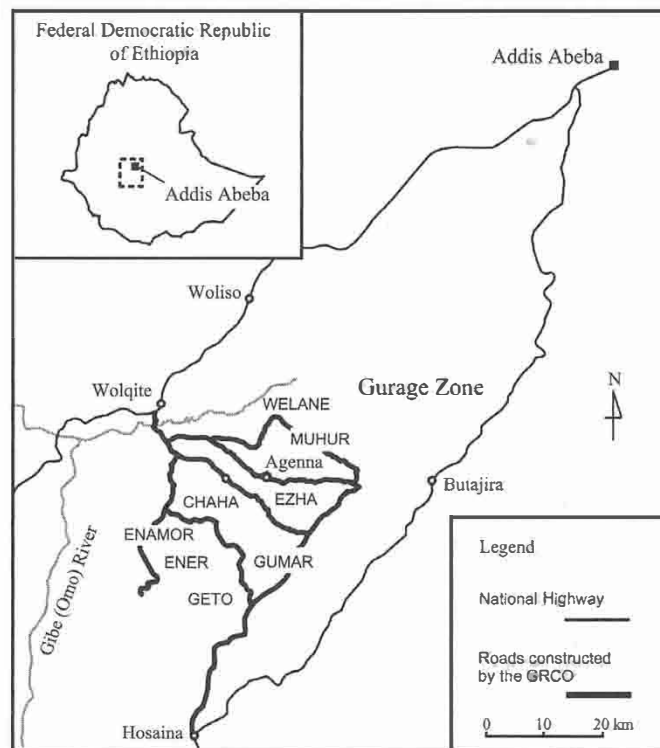 Federal Democratic Republic
of Ethiopia
Addis Abeba
Addis Abeba
Woliso
Wolqite
Gurage Zone
N
WELANE
MUHUR
Agenna
Butajira
CHAHA
EZHA
ENAMOR
ENER
GUMAR
GETO
Gibe (Omo) River
Hosaina
Legend
National Highway
Roads constructed
by the GRCO
0 10 20 km